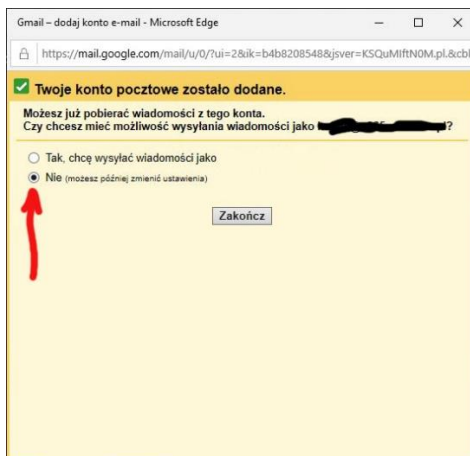 Gmail – dodaj konto e-mail - Microsoft Edge
https://mail.google.com/mail/u/0/?ui=2&ik=b4b8208548&jsver=KSQuMIftN0M.pl.&cbl
Twoje konto pocztowe zostało dodane.
Możesz już pobierać wiadomości z tego konta.
Czy chcesz mieć możliwość wysyłania wiadomości jako ?
Tak, chcę wysyłać wiadomości jako
Nie (możesz później zmienić ustawienia)
Zakończ